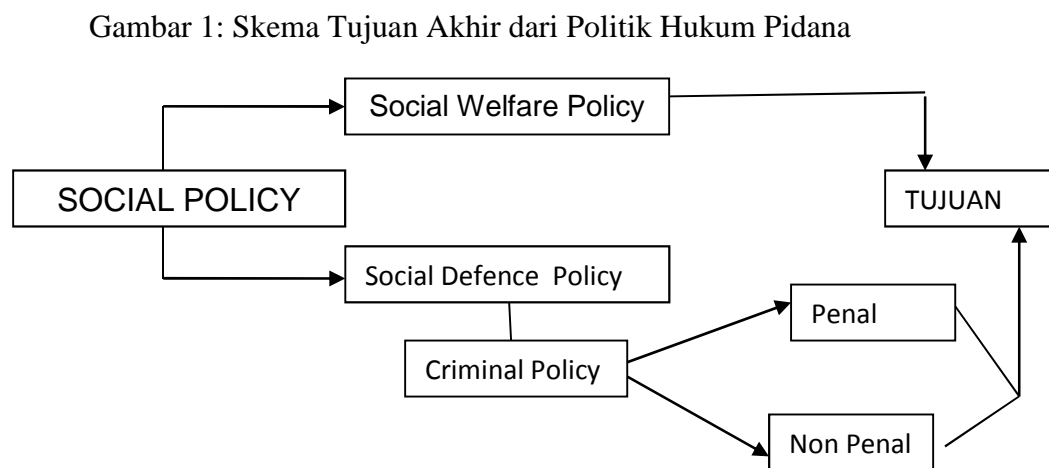 Gambar 1: Skema Tujuan Akhir dari Politik Hukum Pidana
Social Welfare Policy
SOCIAL POLICY
TUJUAN
Social Defence Policy
Penal
Criminal Policy
Non Penal